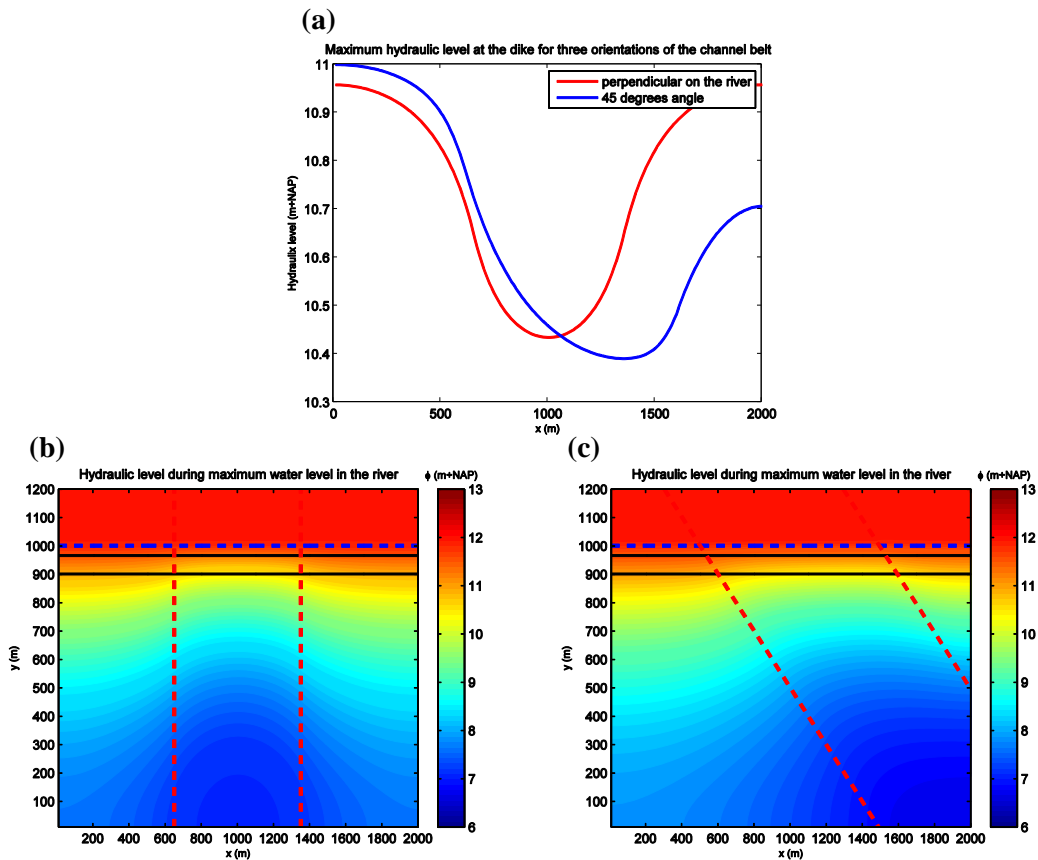 (a)
Maximum hydraulic level at the dike for three orientations of the channel belt
11
10.9
10.8
10.7
10.6
10.5
10.4
10.3
Hydraulix level (m+NAP)
perpendicular on the river
45 degrees angle
0
500
1000
1500
2000
x (m)
(b)
Hydraulic level during maximum water level in the river
ϕ (m+NAP)
1200
1100
1000
900
800
700
600
500
400
300
200
100
y (m)
200 400 600 800 1000 1200 1400 1600 1800 2000
x (m)
13
12
11
10
9
8
7
6
(c)
Hydraulic level during maximum water level in the river
ϕ (m+NAP)
1200
1100
1000
900
800
700
600
500
400
300
200
100
y (m)
200 400 600 800 1000 1200 1400 1600 1800 2000
x (m)
13
12
11
10
9
8
7
6